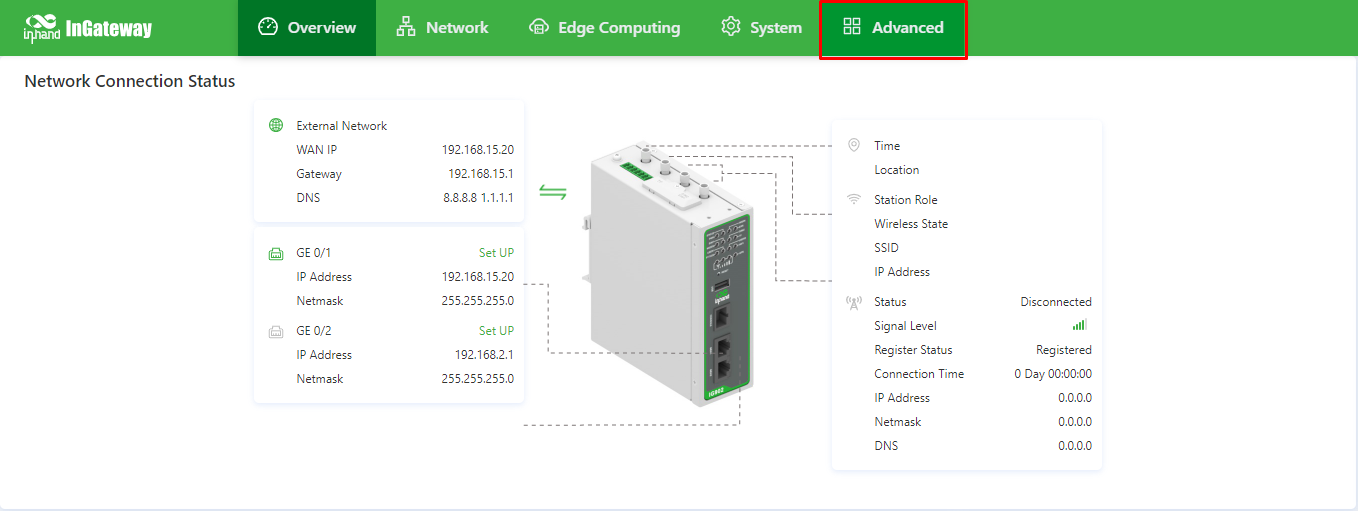 inhand InGateway
Overview
Network
Edge Computing
System
Advanced
Network Connection Status
External Network
WAN IP 192.168.15.20
Gateway 192.168.15.1
DNS 8.8.8.8 1.1.1.1
GE 0/1 Set UP
IP Address 192.168.15.20
Netmask 255.255.255.0
GE 0/2 Set UP
IP Address 192.168.2.1
Netmask 255.255.255.0
inhand
IG902
Time
Location
Station Role
Wireless State
SSID
IP Address
Status Disconnected
Signal Level
Register Status Registered
Connection Time 0 Day 00:00:00
IP Address 0.0.0.0
Netmask 0.0.0.0
DNS 0.0.0.0